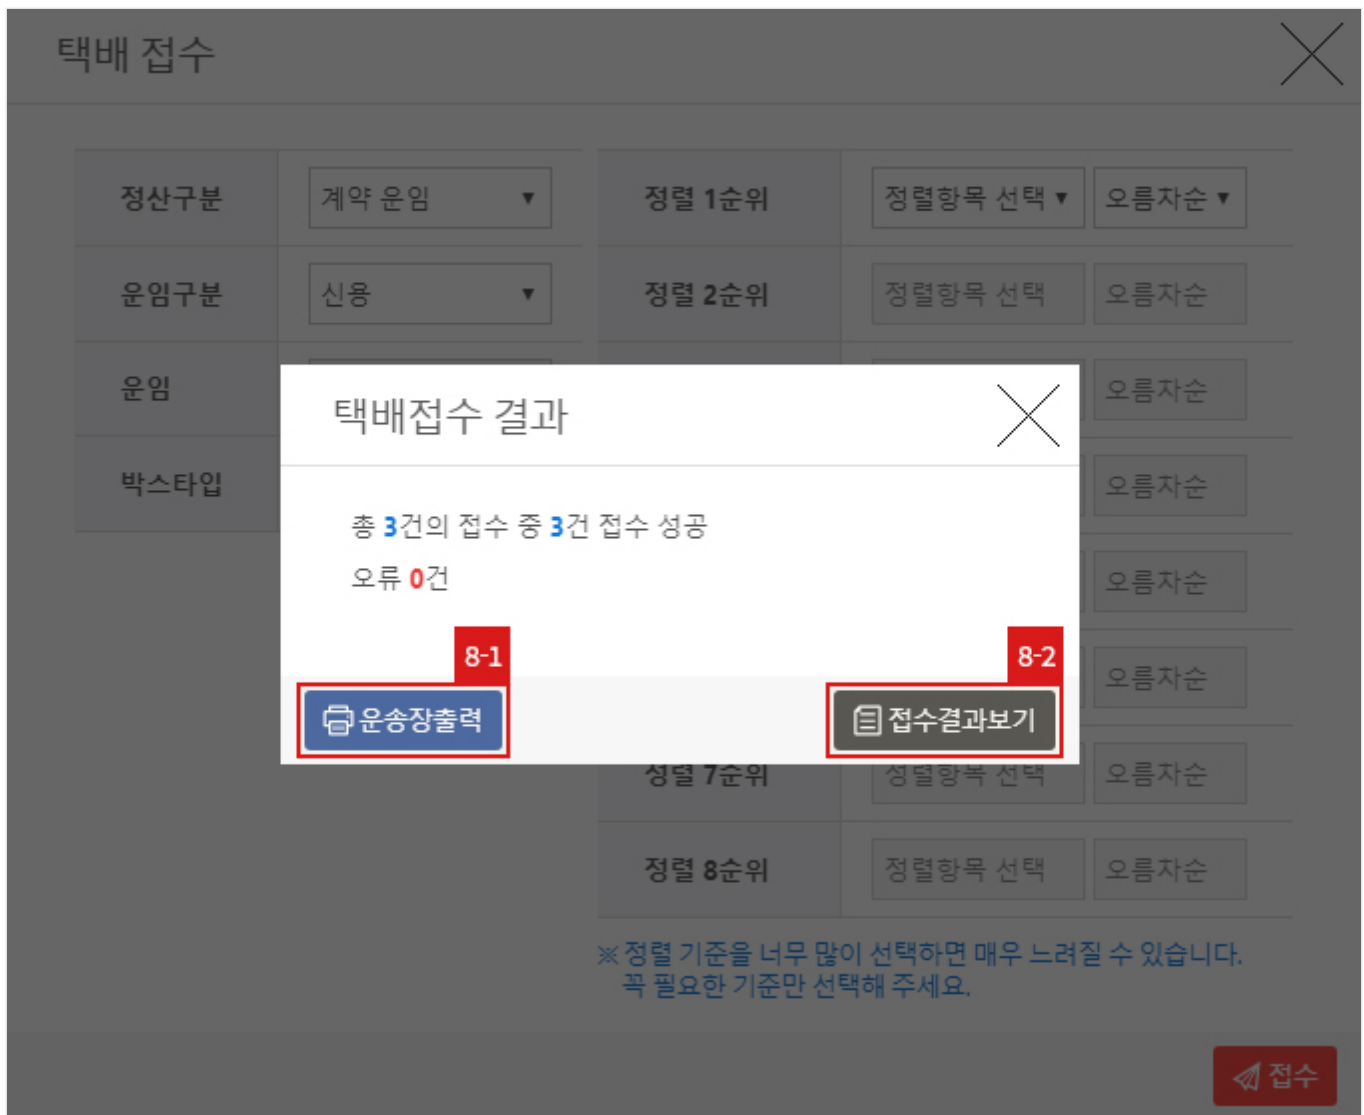 택배 접수
정산구분 계약 운임 ▼ 정렬 1순위 정렬항목 선택 ▼ 오름차순 ▼
운임구분 신용 ▼ 정렬 2순위 정렬항목 선택 오름차순
운임 오름차순
박스타입 오름차순
오름차순
오름차순
택배접수 결과
총 3건의 접수 중 3건 접수 성공
오류 0건
8-1 8-2
운송장출력 접수결과보기
정렬 7순위 정렬항목 선택 오름차순
정렬 8순위 정렬항목 선택 오름차순
※ 정렬 기준을 너무 많이 선택하면 매우 느려질 수 있습니다.
꼭 필요한 기준만 선택해 주세요.
접수